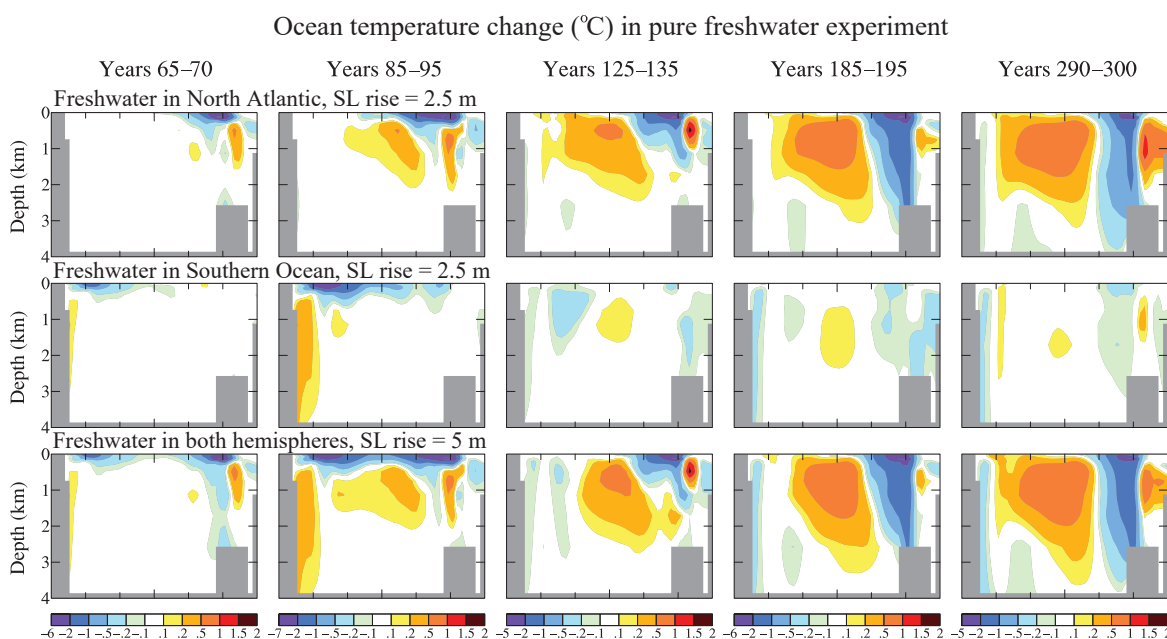 Ocean temperature change (°C) in pure freshwater experiment
Years 65–70 Years 85–95 Years 125–135 Years 185–195 Years 290–300
Freshwater in North Atlantic, SL rise = 2.5 m
0
1
2
3
4
Depth (km)
Freshwater in Southern Ocean, SL rise = 2.5 m
0
1
2
3
4
Depth (km)
Freshwater in both hemispheres, SL rise = 5 m
0
1
2
3
4
Depth (km)
-6 -2 -1 -.5 -.2 -.1 .1 .2 .5 1 1.5 2
-7 -2 -1 -.5 -.2 -.1 .1 .2 .5 1 1.5 2
-5 -2 -1 -.5 -.2 -.1 .1 .2 .5 1 1.5 2
-6 -2 -1 -.5 -.2 -.1 .1 .2 .5 1 1.5 2
-5 -2 -1 -.5 -.2 -.1 .1 .2 .5 1 1.5 2